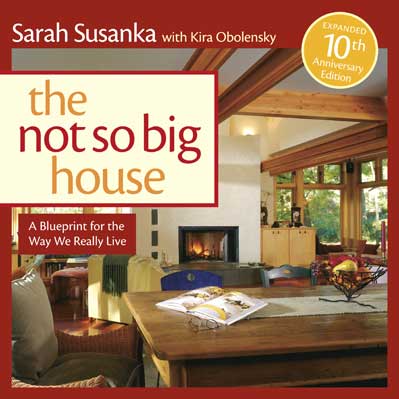 Sarah Susanka with Kira Obolensky
EXPANDED
10th
Anniversary
Edition
the
not so big
house
A Blueprint for the
Way We Really Live